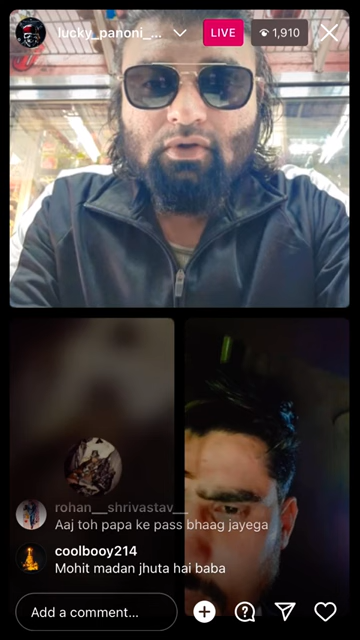 lucky_panoni_...
LIVE
1,910
rohan__shrivastav__
Aaj toh papa ke pass bhaag jayega
coolbooy214
Mohit madan jhuta hai baba
Add a comment...